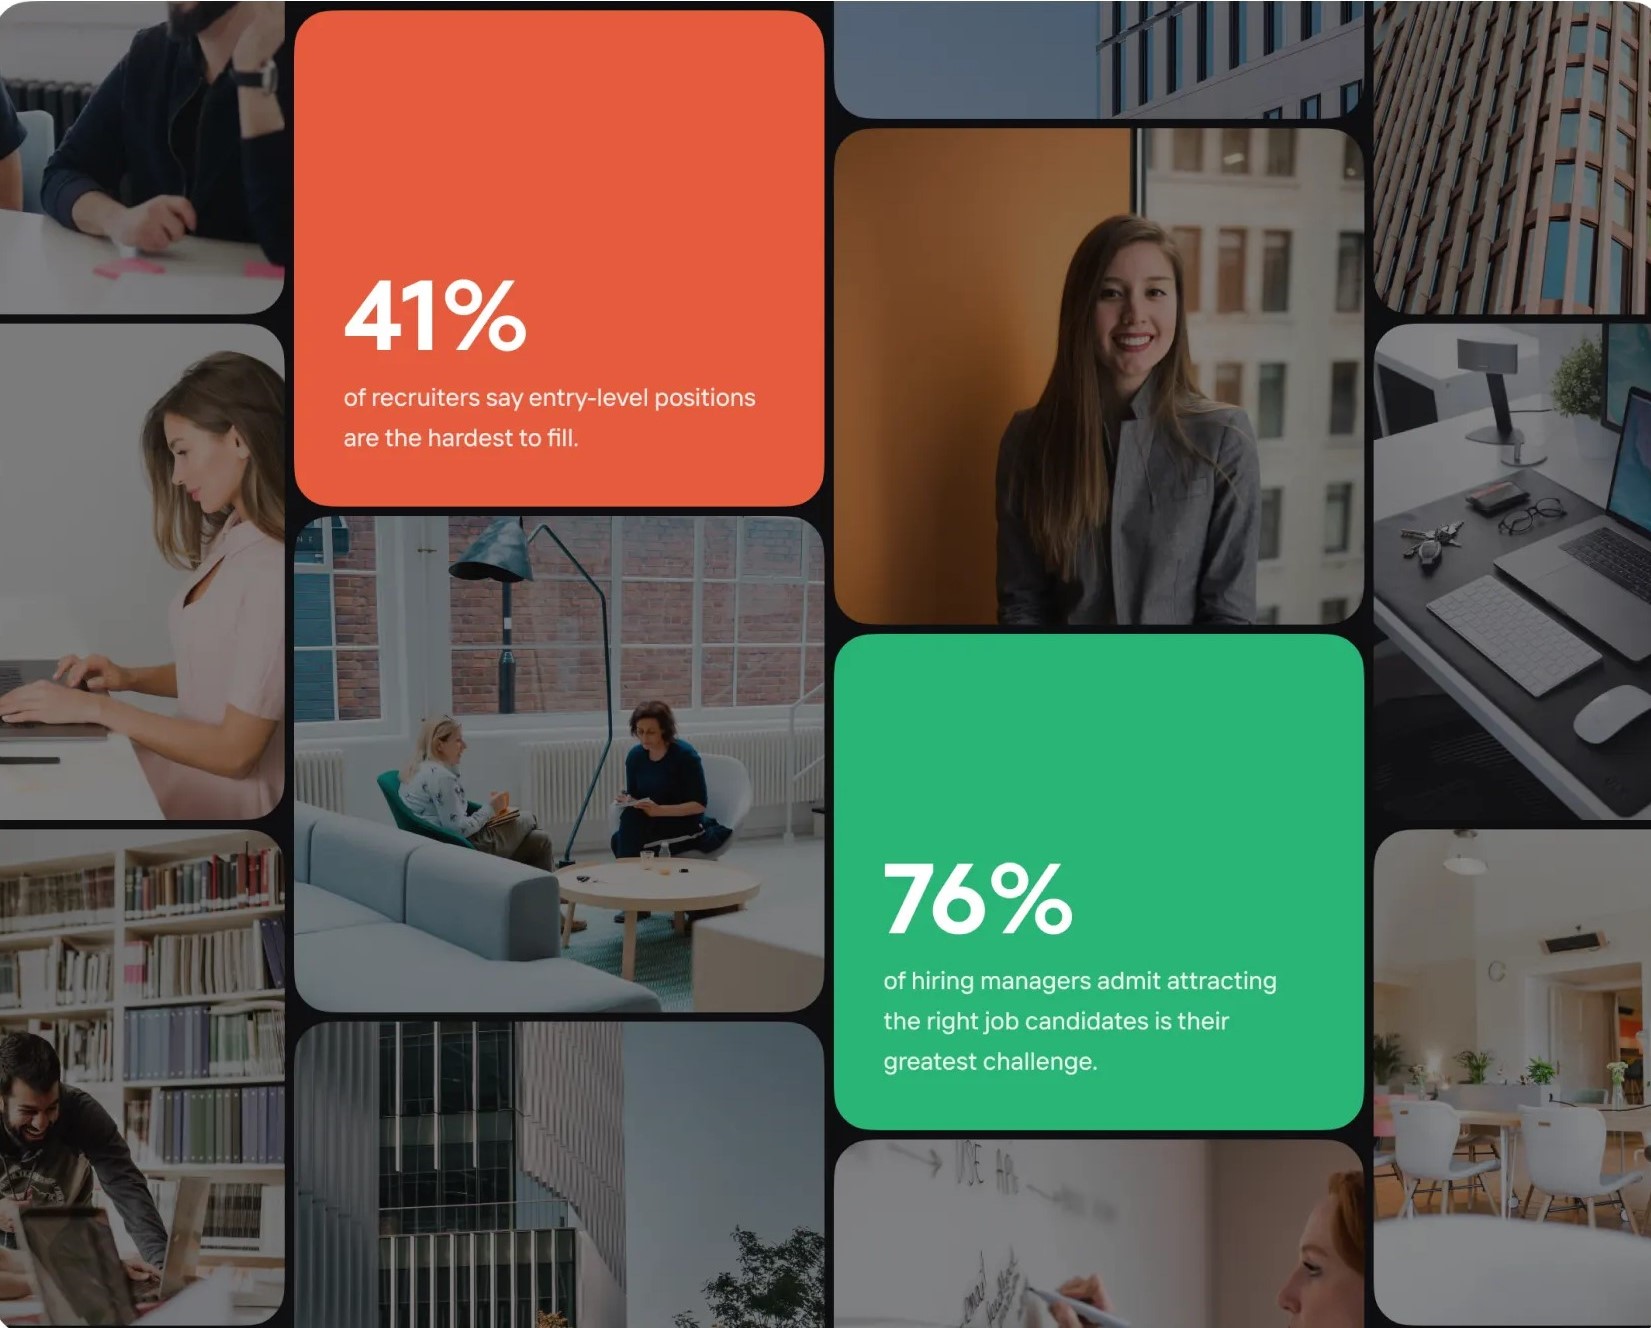 41%
of recruiters say entry-level positions
are the hardest to fill.
76%
of hiring managers admit attracting
the right job candidates is their
greatest challenge.